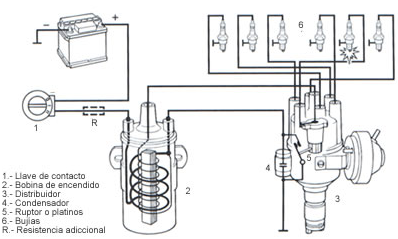 -
+
6
1
R
2
4
5
3
1.- Llave de contacto
2.- Bobina de encendido
3.- Distribuidor
4.- Condensador
5.- Ruptor o platinos
6.- Bujías
R.- Resistencia adiccional